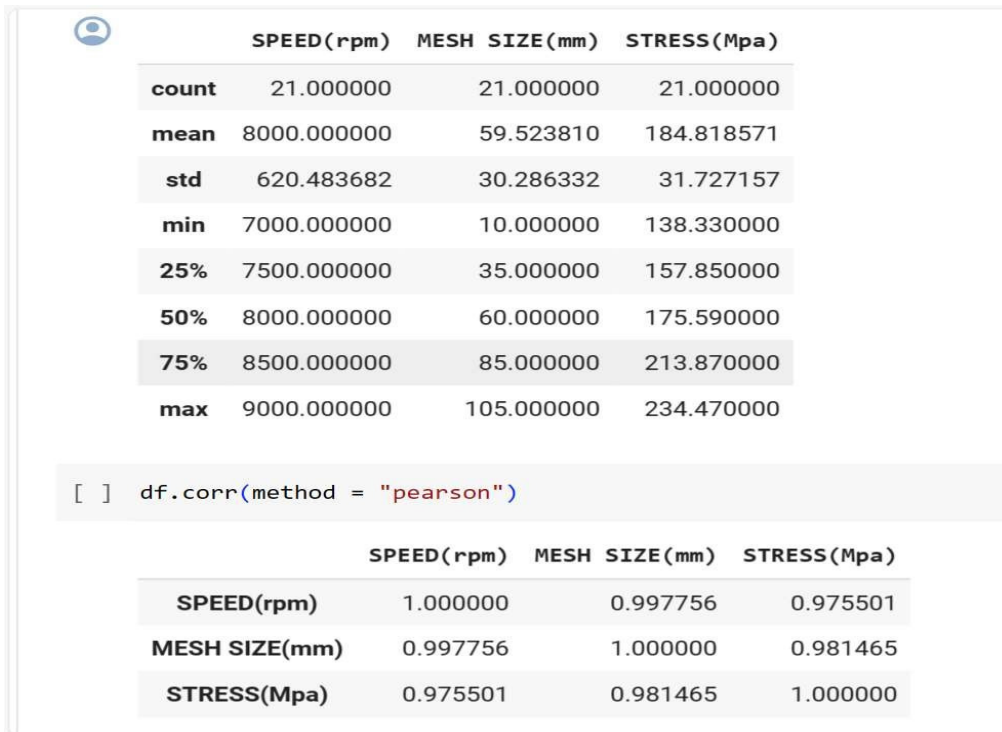 SPEED(rpm) MESH SIZE(mm) STRESS(Mpa)
count 21.000000 21.000000 21.000000
mean 8000.000000 59.523810 184.818571
std 620.483682 30.286332 31.727157
min 7000.000000 10.000000 138.330000
25% 7500.000000 35.000000 157.850000
50% 8000.000000 60.000000 175.590000
75% 8500.000000 85.000000 213.870000
max 9000.000000 105.000000 234.470000
[ ] df.corr(method = "pearson")
SPEED(rpm) MESH SIZE(mm) STRESS(Mpa)
SPEED(rpm) 1.000000 0.997756 0.975501
MESH SIZE(mm) 0.997756 1.000000 0.981465
STRESS(Mpa) 0.975501 0.981465 1.000000